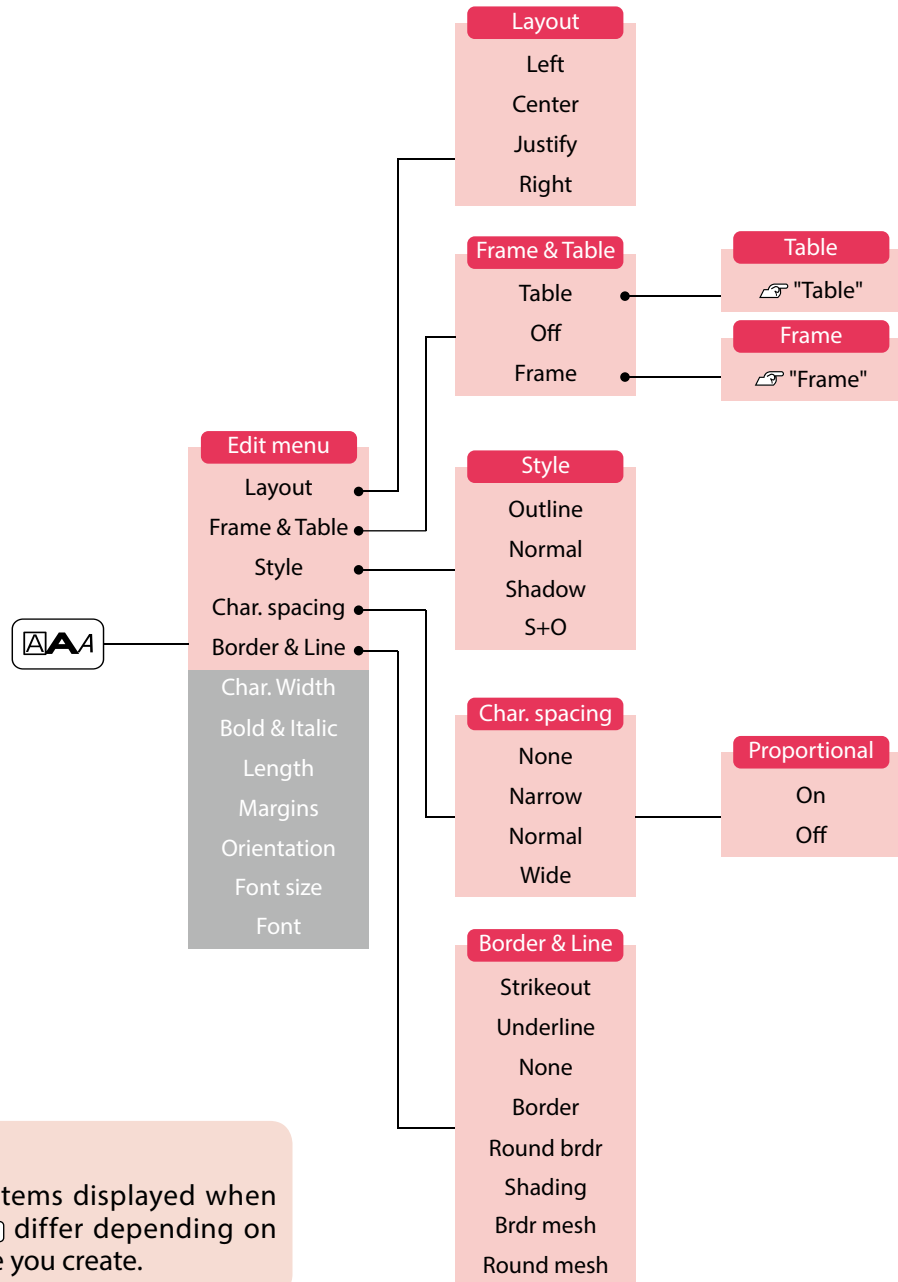 AAA
Edit menu
Layout
Frame & Table
Style
Char. spacing
Border & Line
Char. Width
Bold & Italic
Length
Margins
Orientation
Font size
Font
Layout
Left
Center
Justify
Right
Frame & Table
Table
Off
Frame
Table
"Table"
Frame
"Frame"
Style
Outline
Normal
Shadow
S+O
Char. spacing
None
Narrow
Normal
Wide
Proportional
On
Off
Border & Line
Strikeout
Underline
None
Border
Round brdr
Shading
Brdr mesh
Round mesh
displayed when
differ depending on
you create.